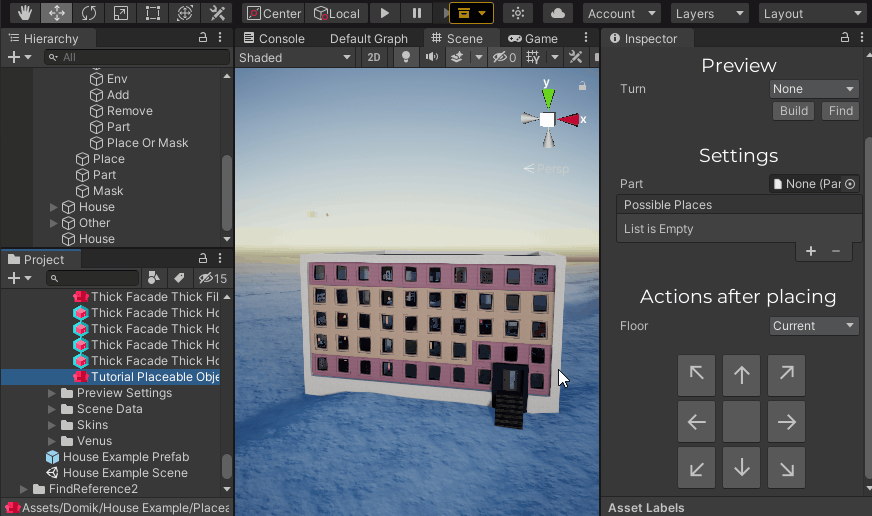 Center
Local
Account
Layers
Layout
Hierarchy
All
Env
Add
Remove
Part
Place Or Mask
Place
Part
Mask
House
Other
House
Project
15
Thick Facade Thick Fil
Thick Facade Thick Ho
Thick Facade Thick Ho
Thick Facade Thick Ho
Thick Facade Thick Ho
Tutorial Placeable Obje
Preview Settings
Scene Data
Skins
Venus
House Example Prefab
House Example Scene
FindReference2
Assets/Domik/House Example/Placea
Console
Default Graph
Scene
Game
Shaded
2D
0
y
x
Persp
Inspector
Preview
Turn
None
Build
Find
Settings
Part
None (Par
Possible Places
List is Empty
Actions after placing
Floor
Current
Asset Labels